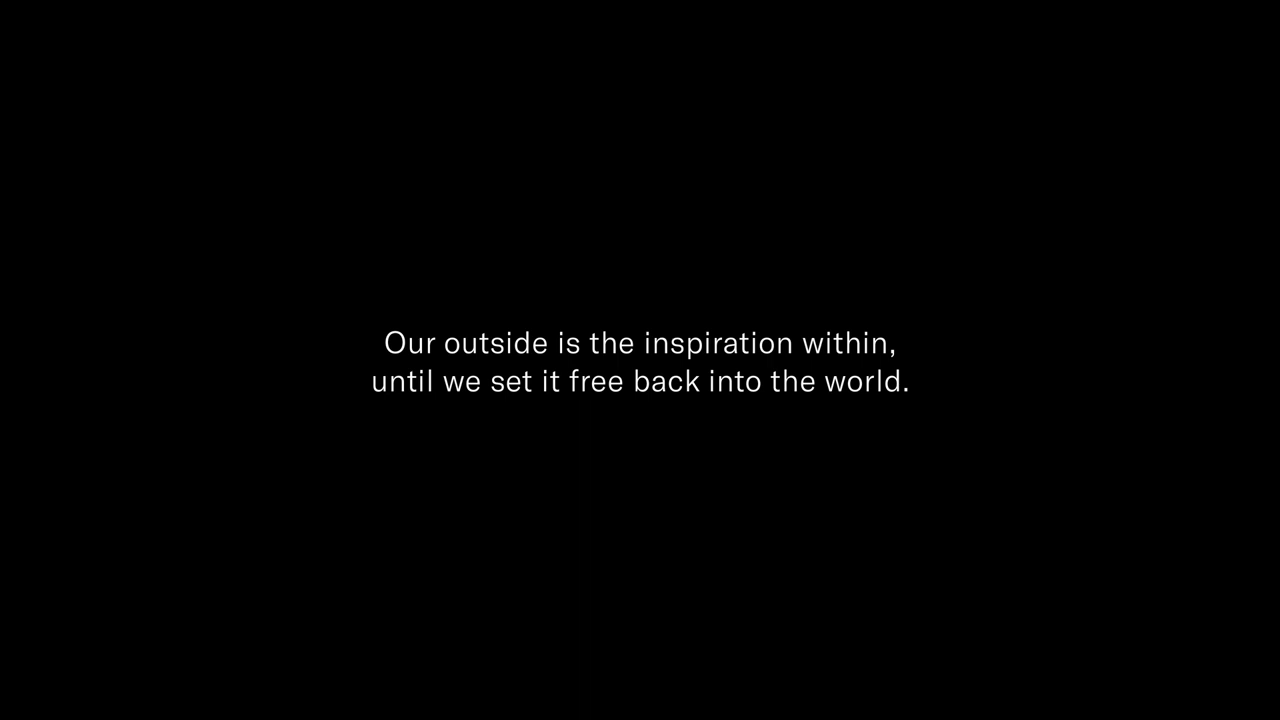 Our outside is the inspiration within,
until we set it free back into the world.